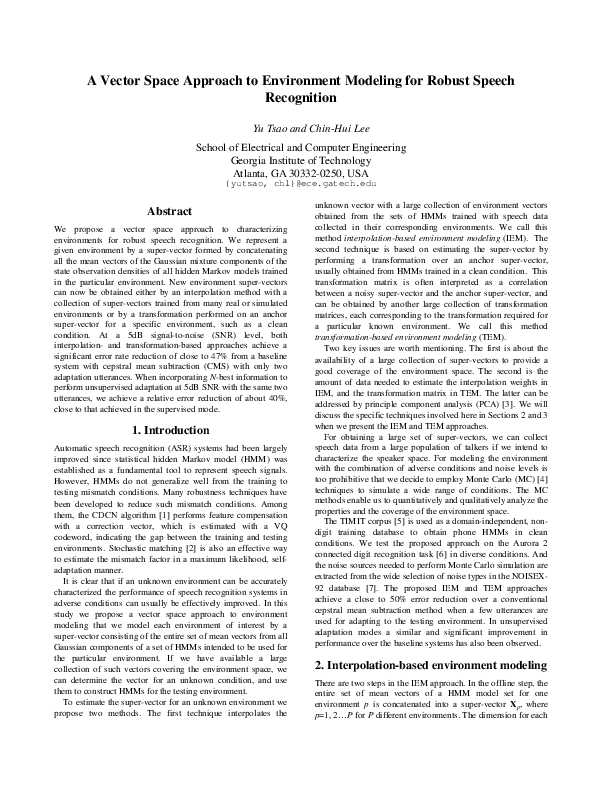 A Vector Space Approach to Environment Modeling for Robust Speech
Recognition
Yu Tsao and Chin-Hui Lee
School of Electrical and Computer Engineering
Georgia Institute of Technology
Atlanta, GA 30332-0250, USA
{yutsao, chl}@ece.gatech.edu
Abstract
We propose a vector space approach to characterizing
environments for robust speech recognition. We represent a
given environment by a super-vector formed by concatenating
all the mean vectors of the Gaussian mixture components of the
state observation densities of all hidden Markov models trained
in the particular environment. New environment super-vectors
can now be obtained either by an interpolation method with a
collection of super-vectors trained from many real or simulated
environments or by a transformation performed on an anchor
super-vector for a specific environment, such as a clean
condition. At a 5dB signal-to-noise (SNR) level, both
interpolation- and transformation-based approaches achieve a
significant error rate reduction of close to 47% from a baseline
system with cepstral mean subtraction (CMS) with only two
adaptation utterances. When incorporating N-best information to
perform unsupervised adaptation at 5dB SNR with the same two
utterances, we achieve a relative error reduction of about 40%,
close to that achieved in the supervised mode.
1. Introduction
Automatic speech recognition (ASR) systems had been largely
improved since statistical hidden Markov model (HMM) was
established as a fundamental tool to represent speech signals.
However, HMMs do not generalize well from the training to
testing mismatch conditions. Many robustness techniques have
been developed to reduce such mismatch conditions. Among
them, the CDCN algorithm [1] performs feature compensation
with a correction vector, which is estimated with a VQ
codeword, indicating the gap between the training and testing
environments. Stochastic matching [2] is also an effective way
to estimate the mismatch factor in a maximum likelihood, self-
adaptation manner.
It is clear that if an unknown environment can be accurately
characterized the performance of speech recognition systems in
adverse conditions can usually be effectively improved. In this
study we propose a vector space approach to environment
modeling that we model each environment of interest by a
super-vector consisting of the entire set of mean vectors from all
Gaussian components of a set of HMMs intended to be used for
the particular environment. If we have available a large
collection of such vectors covering the environment space, we
can determine the vector for an unknown condition, and use
them to construct HMMs for the testing environment.
To estimate the super-vector for an unknown environment we
propose two methods. The first technique interpolates the
unknown vector with a large collection of environment vectors
obtained from the sets of HMMs trained with speech data
collected in their corresponding environments. We call this
method interpolation-based environment modeling (IEM). The
second technique is based on estimating the super-vector by
performing a transformation over an anchor super-vector,
usually obtained from HMMs trained in a clean condition. This
transformation matrix is often interpreted as a correlation
between a noisy super-vector and the anchor super-vector, and
can be obtained by another large collection of transformation
matrices, each corresponding to the transformation required for
a particular known environment. We call this method
transformation-based environment modeling (TEM).
Two key issues are worth mentioning. The first is about the
availability of a large collection of super-vectors to provide a
good coverage of the environment space. The second is the
amount of data needed to estimate the interpolation weights in
IEM, and the transformation matrix in TEM. The latter can be
addressed by principle component analysis (PCA) [3]. We will
discuss the specific techniques involved here in Sections 2 and 3
when we present the IEM and TEM approaches.
For obtaining a large set of super-vectors, we can collect
speech data from a large population of talkers if we intend to
characterize the speaker space. For modeling the environment
with the combination of adverse conditions and noise levels is
too prohibitive that we decide to employ Monte Carlo (MC) [4]
techniques to simulate a wide range of conditions. The MC
methods enable us to quantitatively and qualitatively analyze the
properties and the coverage of the environment space.
The TIMIT corpus [5] is used as a domain-independent, non-
digit training database to obtain phone HMMs in clean
conditions. We test the proposed approach on the Aurora 2
connected digit recognition task [6] in diverse conditions. And
the noise sources needed to perform Monte Carlo simulation are
extracted from the wide selection of noise types in the NOISEX-
92 database [7]. The proposed IEM and TEM approaches
achieve a close to 50% error reduction over a conventional
cepstral mean subtraction method when a few utterances are
used for adapting to the testing environment. In unsupervised
adaptation modes a similar and significant improvement in
performance over the baseline systems has also been observed.
2. Interpolation-based environment modeling
There are two steps in the IEM approach. In the offline step, the
entire set of mean vectors of a HMM model set for one
environment p is concatenated into a super-vector Xp, where
p=1, 2…P for P different environments. The dimension for each